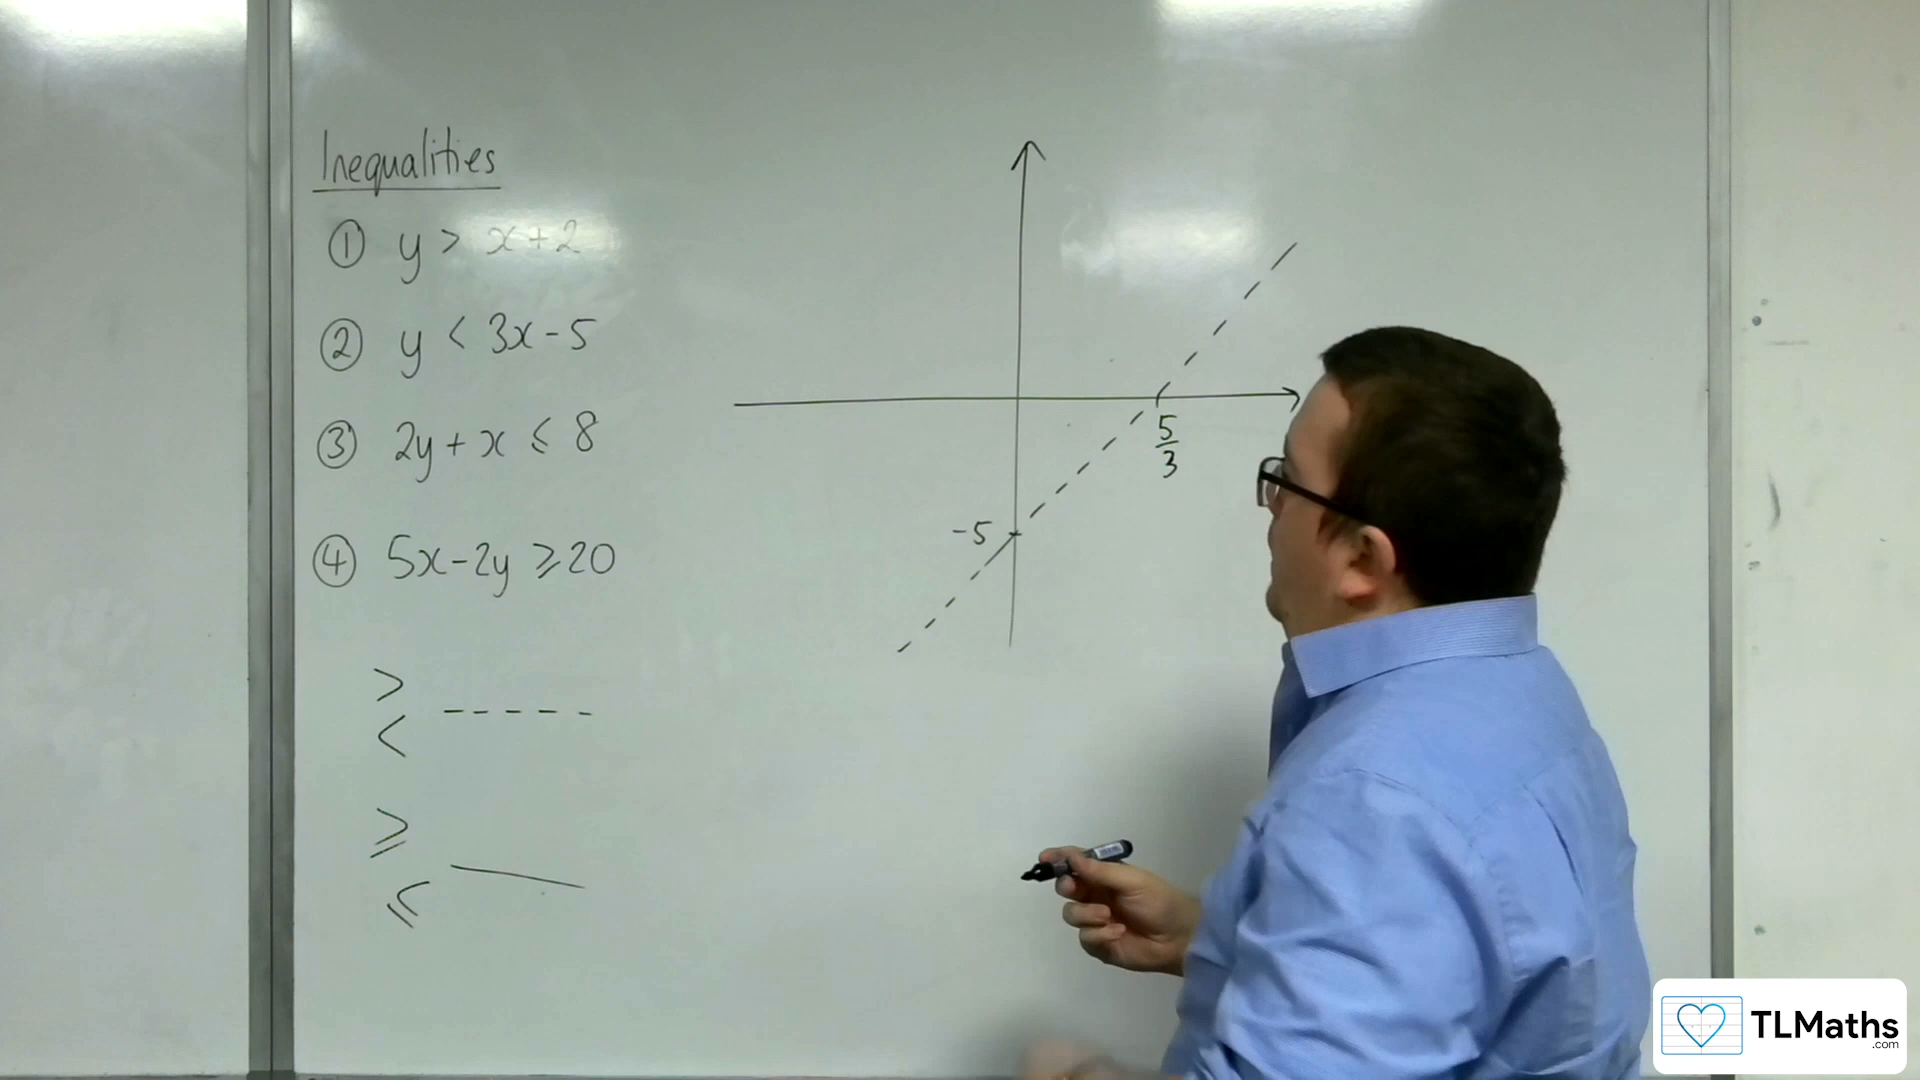 Inequalities
① y > x + 2
② y < 3x - 5
③ 2y + x ⩽ 8
④ 5x - 2y ⩾ 20
>
< - - - - -
⩾
⩽
5
3
-5
TLMaths
.com